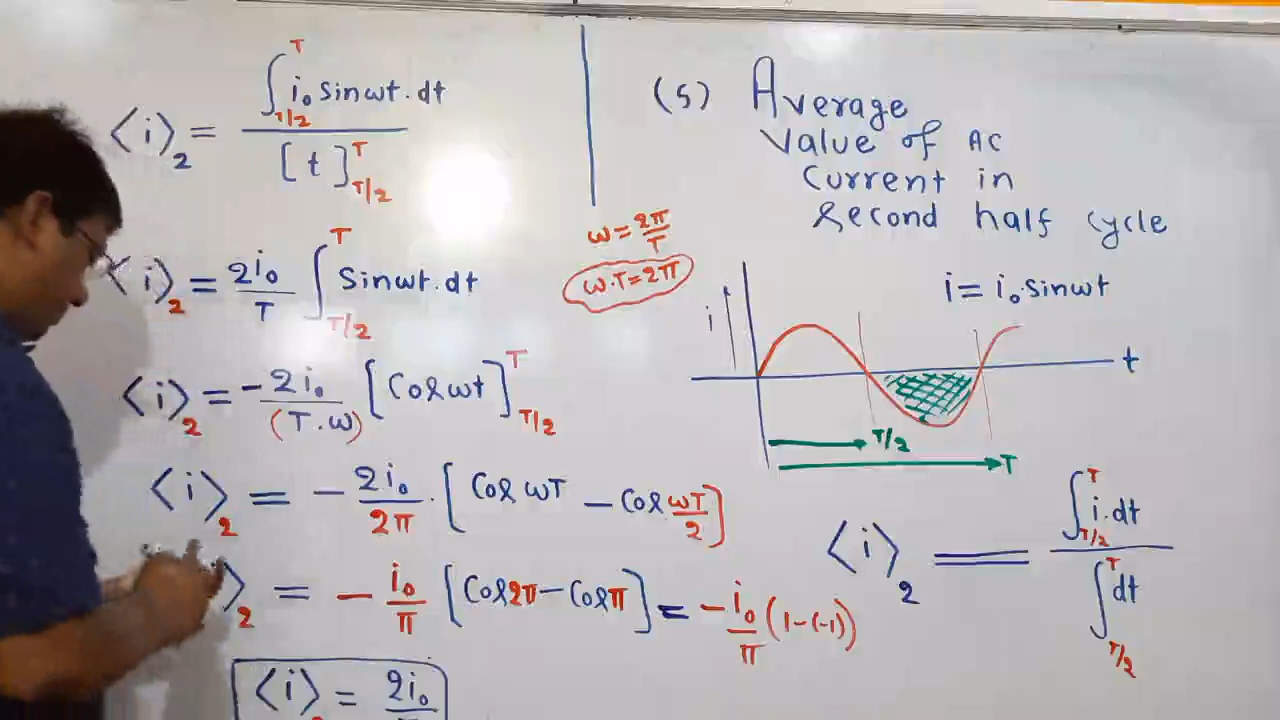 ⟨i⟩₂ = ∫_{T/2}^{T} i₀ sinωt.dt / [t]_{T/2}^{T}
⟨i⟩₂ = 2i₀/T ∫_{T/2}^{T} Sinωt.dt
⟨i⟩₂ = -2i₀/(T.ω) [Cosωt]_{T/2}^{T}
⟨i⟩₂ = -2i₀/2π . [Cos ωT - Cos ωT/2]
⟩₂ = -i₀/π [Cos2π - Cosπ] = -i₀/π (1-(-1))
⟨i⟩ = 2i₀
ω = 2π/T
ω.T=2π
(5) Average
Value of AC
Current in
Second half cycle
i = i₀ sinωt
i
t
T/2
T
⟨i⟩₂ = ∫_{T/2}^{T} i.dt / ∫_{T/2}^{T} dt